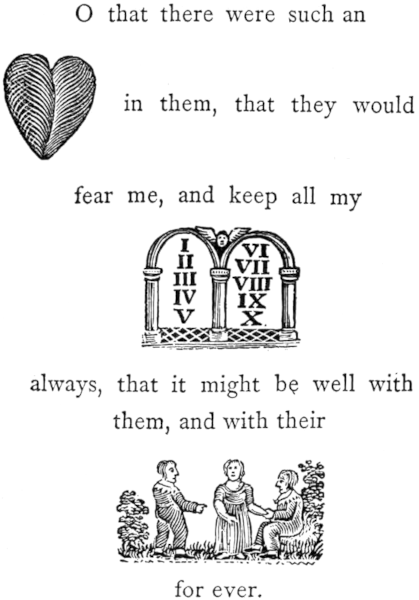 O that there were such an
in them, that they would
fear me, and keep all my
I VI
II VII
III VIII
IV IX
V X
always, that it might be well with
them, and with their
for ever.